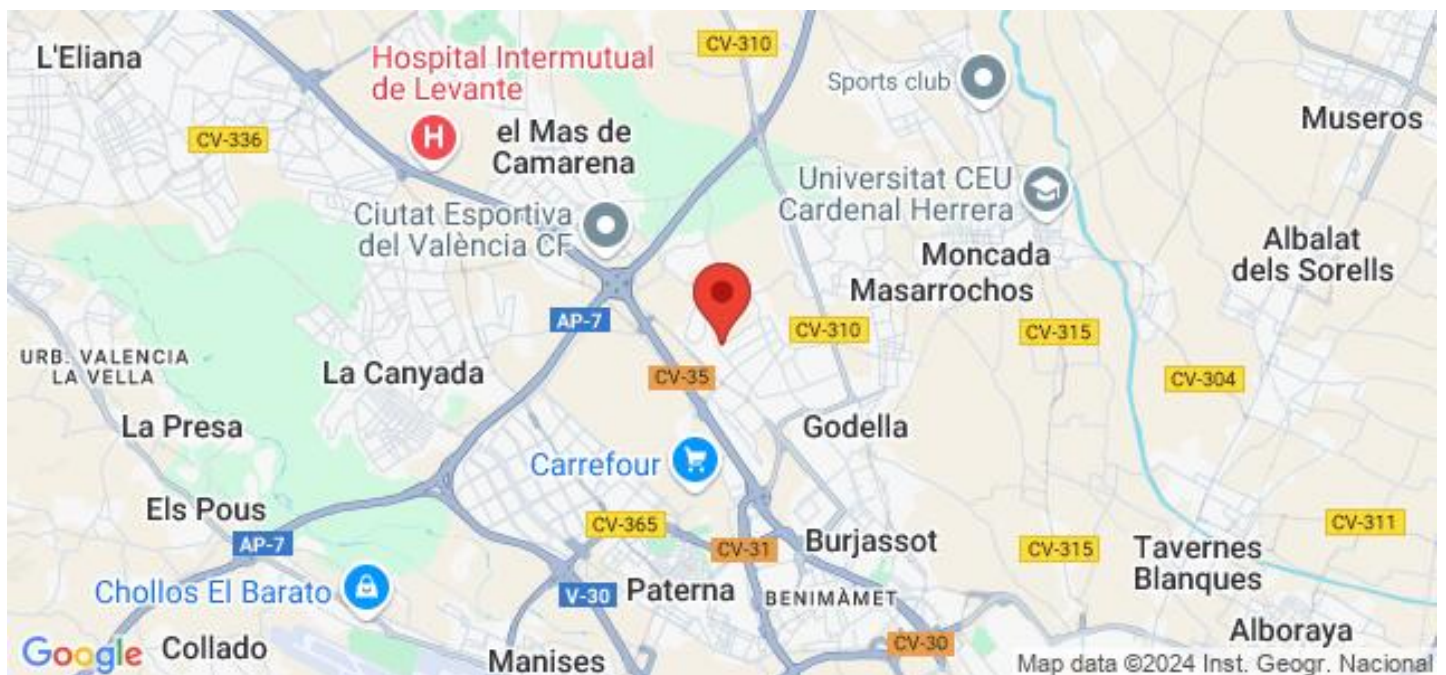 L'Eliana
CV-310
Hospital Intermutual
de Levante
Sports club
Museros
CV-336
H
el Mas de
Camarena
Universitat CEU
Cardenal Herrera
Ciutat Esportiva
del València CF
Moncada
Albalat
dels Sorells
Masarrochos
AP-7
CV-310
CV-315
URB. VALENCIA
LA VELLA
La Canyada
CV-35
CV-304
La Presa
Godella
Carrefour
Els Pous
CV-365
CV-311
AP-7
CV-31
Burjassot
CV-315
Tavernes
Blanques
Chollos El Barato
V-30
Paterna
BENIMÀMET
Google
Collado
Manises
CV-30
Alboraya
Map data ©2024 Inst. Geogr. Nacional